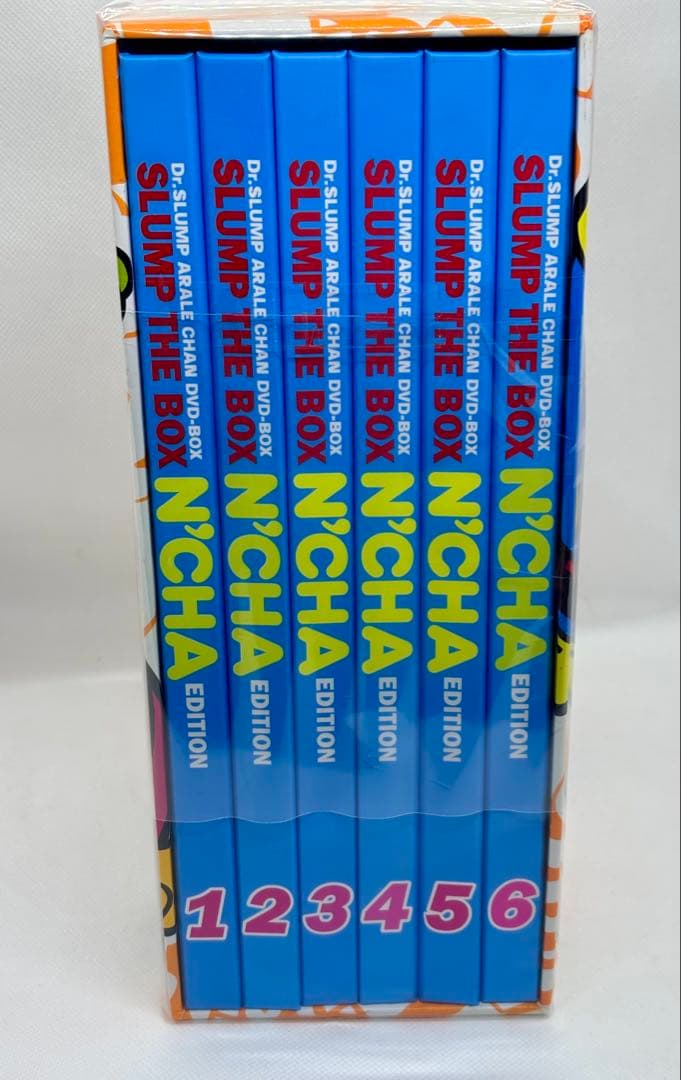 Dr.SLUMP ARALE CHAN DVD-BOX
SLUMP THE BOX
N'CHA EDITION
1
Dr.SLUMP ARALE CHAN DVD-BOX
SLUMP THE BOX
N'CHA EDITION
2
Dr.SLUMP ARALE CHAN DVD-BOX
SLUMP THE BOX
N'CHA EDITION
3
Dr.SLUMP ARALE CHAN DVD-BOX
SLUMP THE BOX
N'CHA EDITION
4
Dr.SLUMP ARALE CHAN DVD-BOX
SLUMP THE BOX
N'CHA EDITION
5
Dr.SLUMP ARALE CHAN DVD-BOX
SLUMP THE BOX
N'CHA EDITION
6